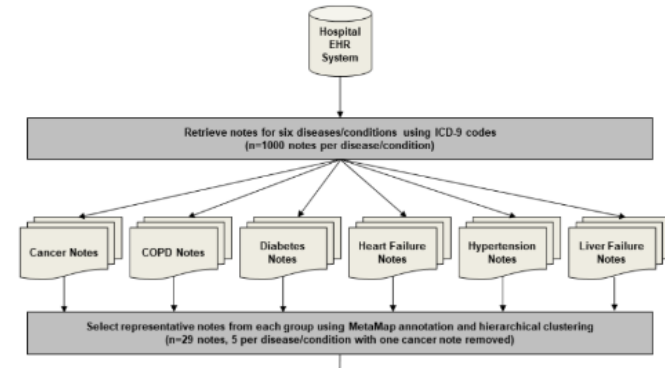 Hospital
EHR
System
Retrieve notes for six diseases/conditions using ICD-9 codes
(n=1000 notes per disease/condition)
Cancer Notes
COPD Notes
Diabetes
Notes
Heart Failure
Notes
Hypertension
Notes
Liver Failure
Notes
Select representative notes from each group using MetaMap annotation and hierarchical clustering
(n=29 notes, 5 per disease/condition with one cancer note removed)